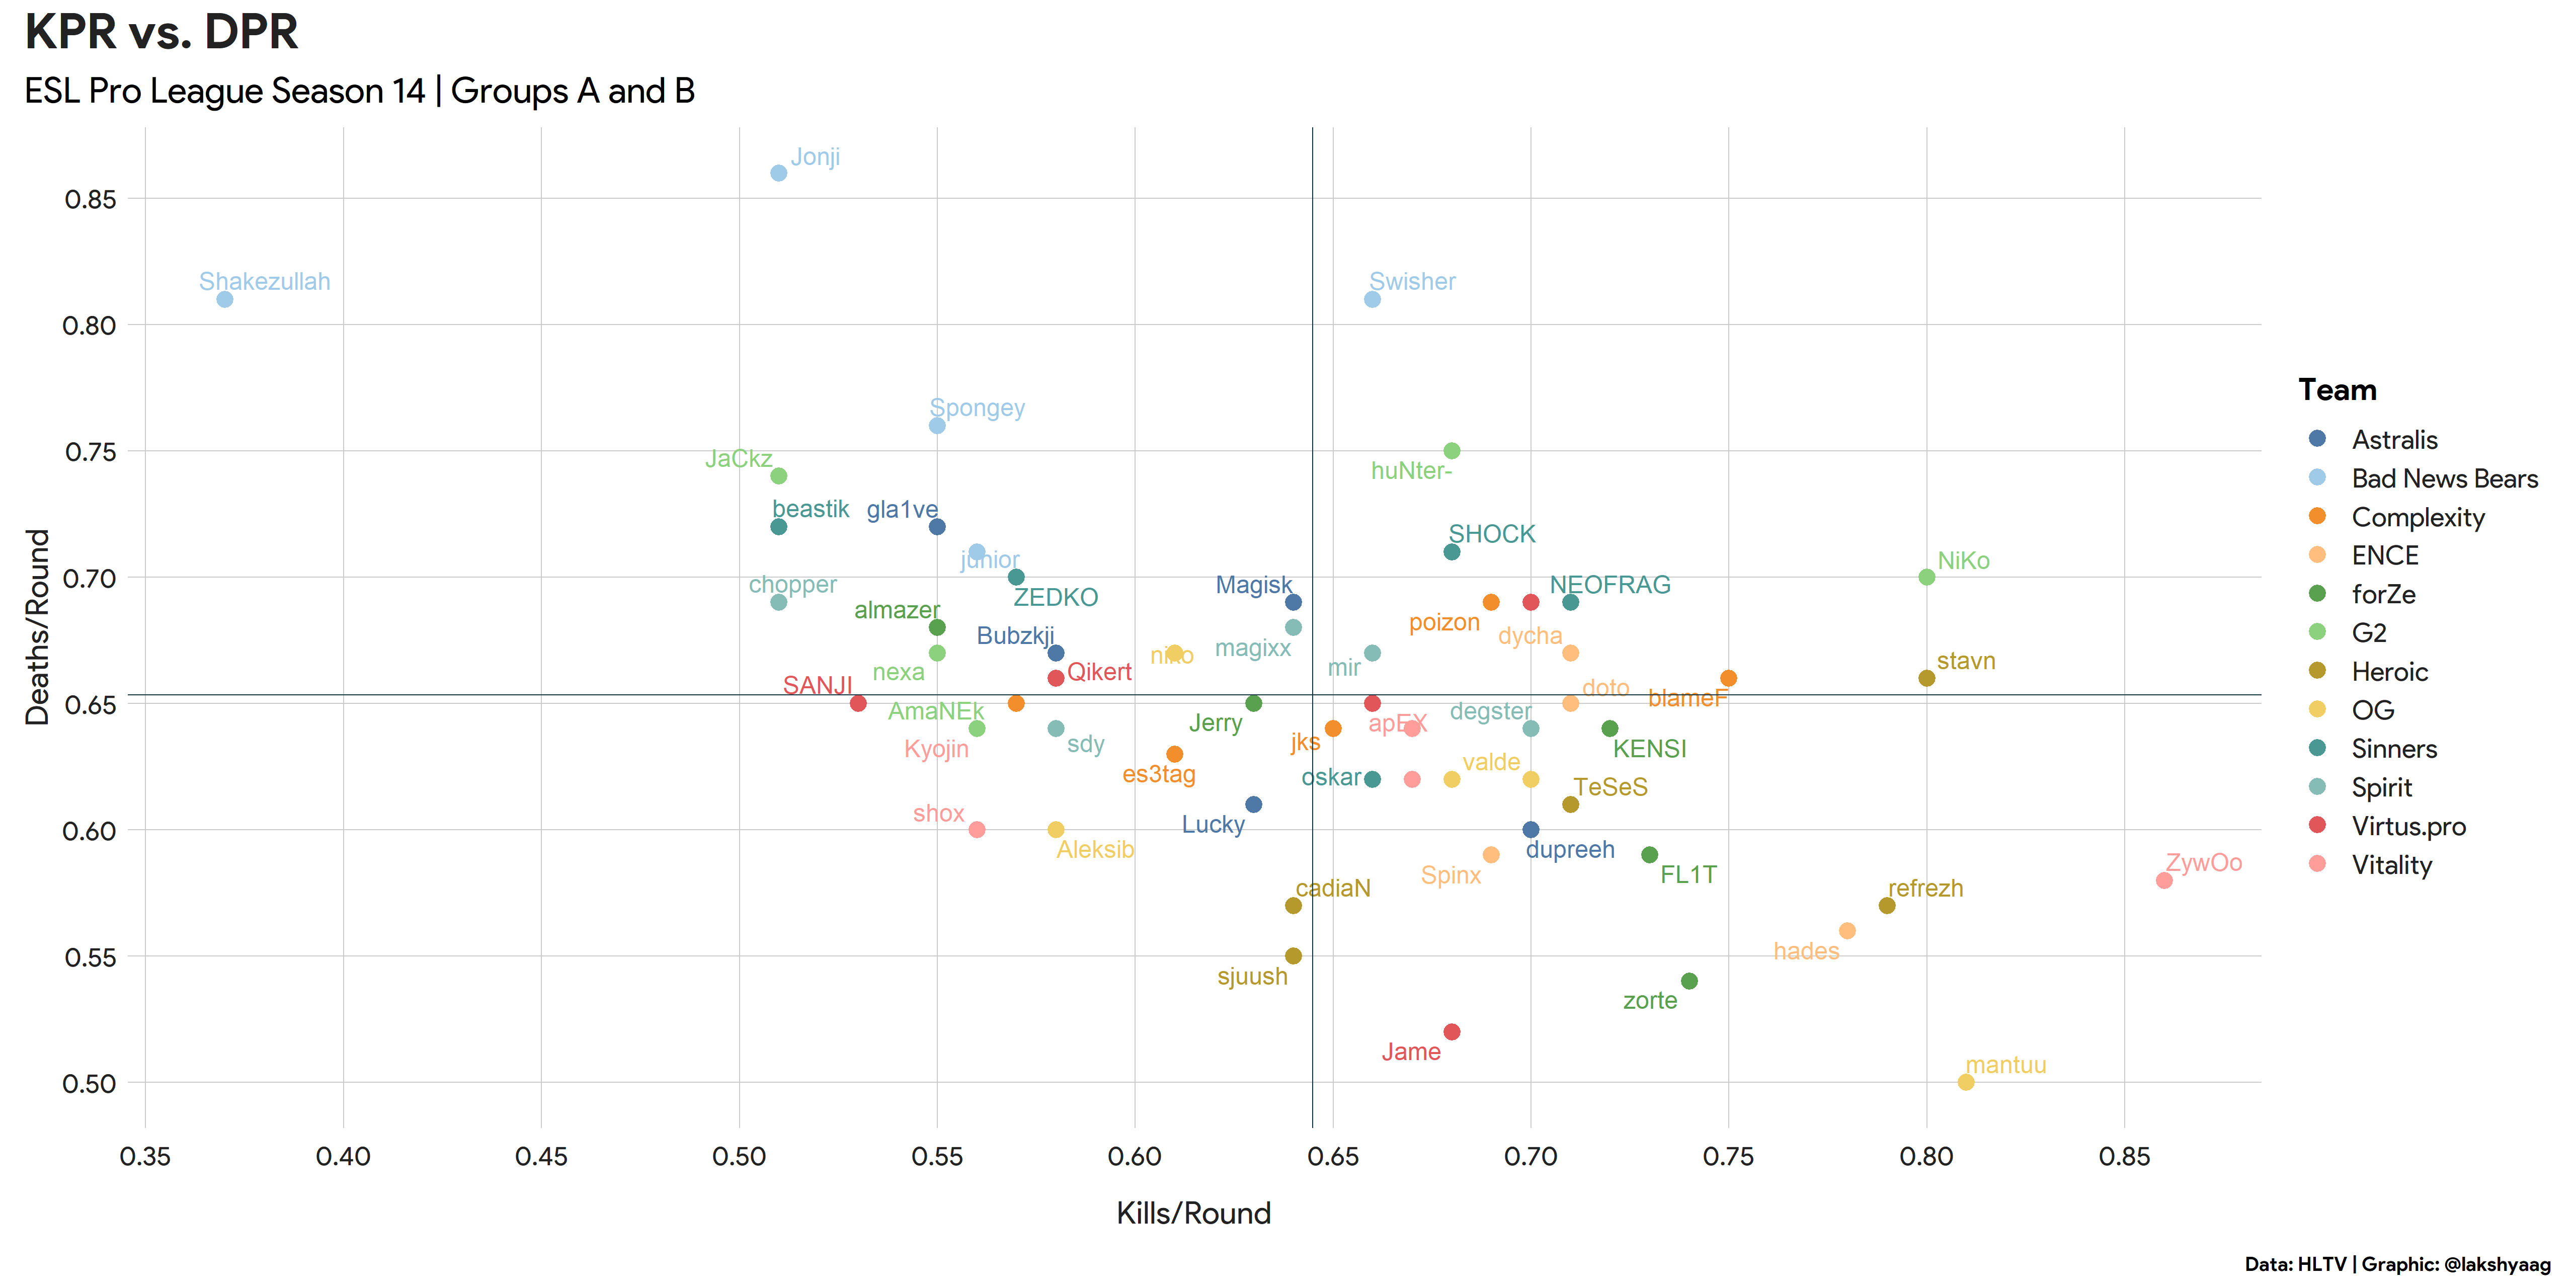 KPR vs. DPR
ESL Pro League Season 14 | Groups A and B
Deaths/Round
0.85
0.80
0.75
0.70
0.65
0.60
0.55
0.50
Jonji
Shakezullah
Swisher
Spongey
JaCkz
huNter-
beastik
gla1ve
SHOCK
junior
NiKo
chopper
ZEDKO
Magisk
NEOFRAG
almazer
poizon
Bubzkji
dycha
magixx
niko
mir
stavn
nexa
Qikert
SANJI
doto
blameF
AmaNEk
Jerry
apEX
degster
Kyojin
sdy
jks
KENSI
es3tag
oskar
valde
TeSeS
shox
Lucky
Aleksib
dupreeh
Spinx
FL1T
ZywOo
cadiaN
refrezh
hades
sjuush
zorte
Jame
mantuu
0.35
0.40
0.45
0.50
0.55
0.60
0.65
0.70
0.75
0.80
0.85
Kills/Round
Team
Astralis
Bad News Bears
Complexity
ENCE
forZe
G2
Heroic
OG
Sinners
Spirit
Virtus.pro
Vitality
Data: HLTV | Graphic: @lakshyaag